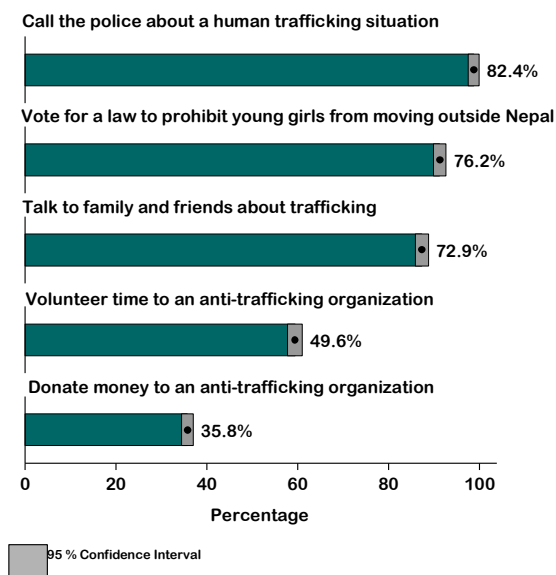 Call the police about a human trafficking situation
82.4%
Vote for a law to prohibit young girls from moving outside Nepal
76.2%
Talk to family and friends about trafficking
72.9%
Volunteer time to an anti-trafficking organization
49.6%
Donate money to an anti-trafficking organization
35.8%
0 20 40 60 80 100
Percentage
95 % Confidence Interval